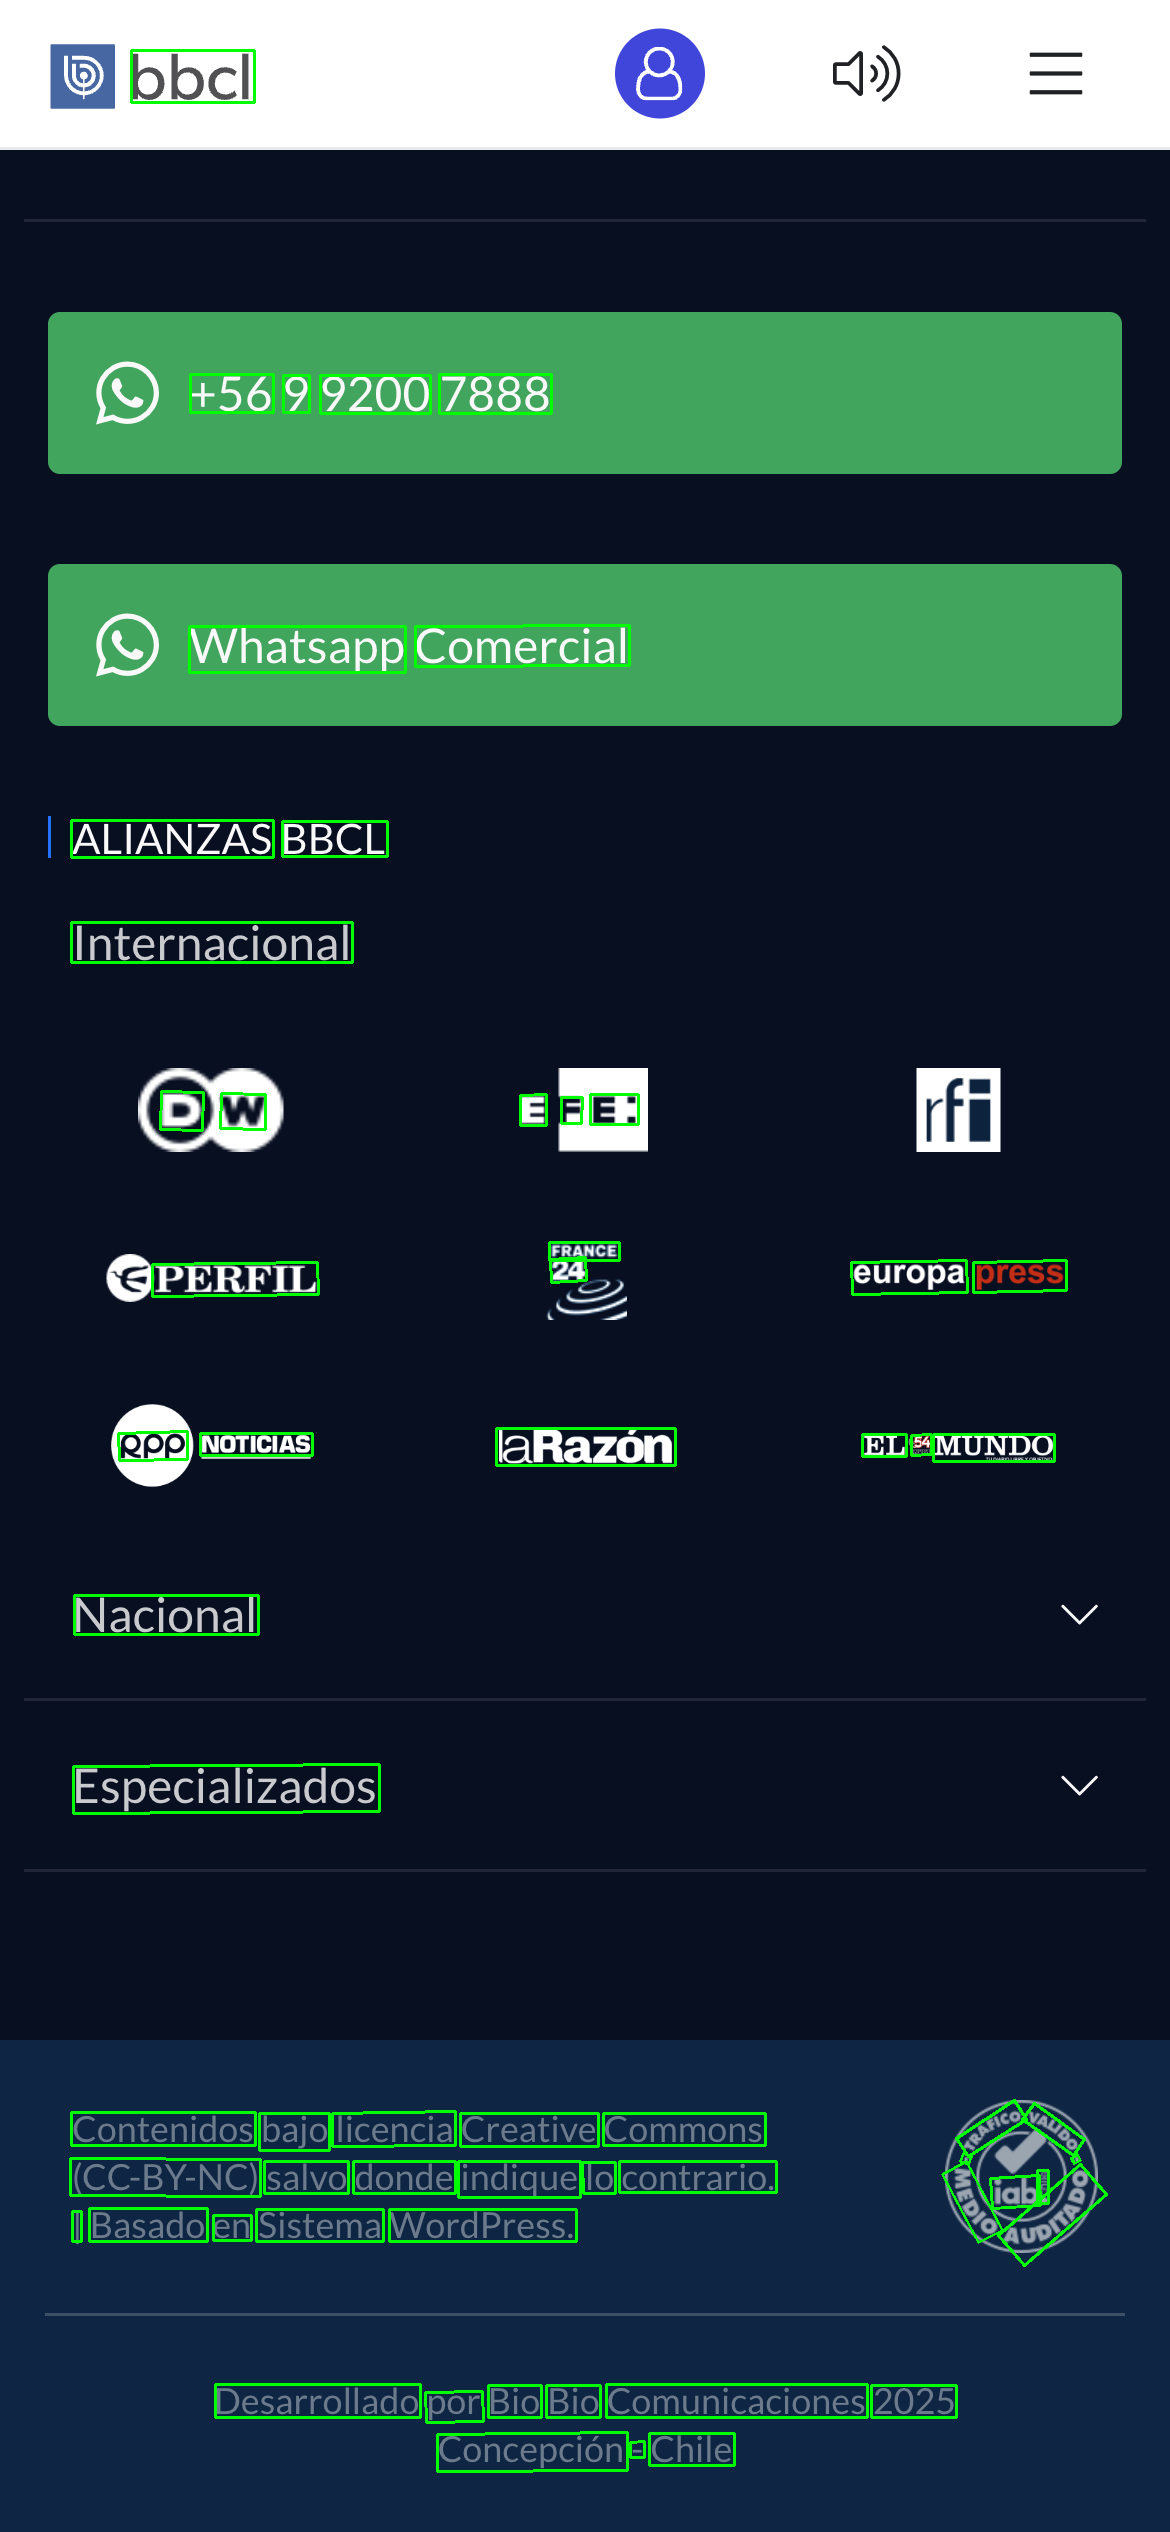 bbcl
+56 9 9200 7888
Whatsapp Comercial
ALIANZAS BBCL
Internacional
DW
EFE:
rfi
PERFIL
FRANCE
24
europa press
rpp NOTICIAS
laRazón
EL 54 MUNDO
Nacional
Especializados
Contenidos bajo licencia Creative Commons
(CC-BY-NC) salvo donde indique lo contrario.
| Basado en Sistema WordPress.
TRAFICO VALIDO
iab
MEDIO AUDITADO
Desarrollado por Bio Bio Comunicaciones 2025
Concepción - Chile